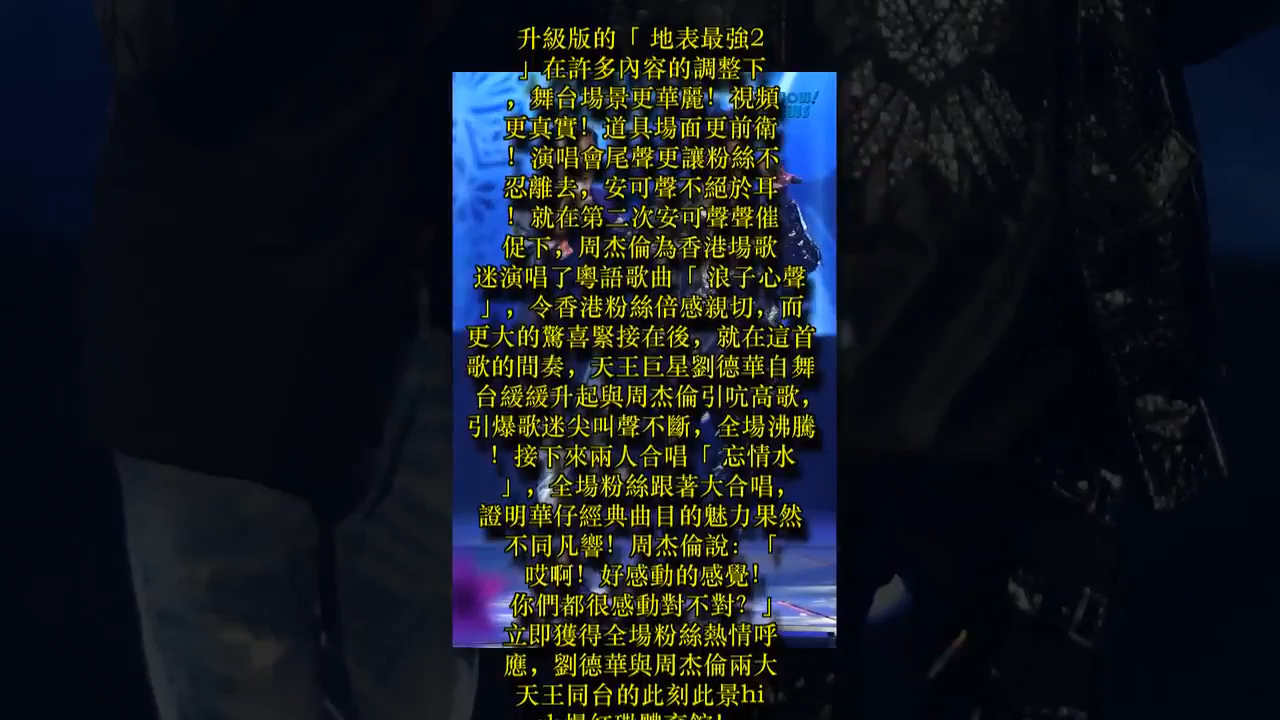 升級版的「 地表最強2
」在許多內容的調整下
，舞台場景更華麗！視頻
更真實！道具場面更前衛
！演唱會尾聲更讓粉絲不
忍離去，安可聲不絕於耳
！就在第二次安可聲聲催
促下，周杰倫為香港場歌
迷演唱了粵語歌曲「 浪子心聲
」，令香港粉絲倍感親切，而
更大的驚喜緊接在後，就在這首
歌的間奏，天王巨星劉德華自舞
台緩緩升起與周杰倫引吭高歌，
引爆歌迷尖叫聲不斷，全場沸騰
！接下來兩人合唱「 忘情水
」，全場粉絲跟著大合唱，
證明華仔經典曲目的魅力果然
不同凡響！周杰倫說：「
哎啊！好感動的感覺！
你們都很感動對不對？」
立即獲得全場粉絲熱情呼
應，劉德華與周杰倫兩大
天王同台的此刻此景hi